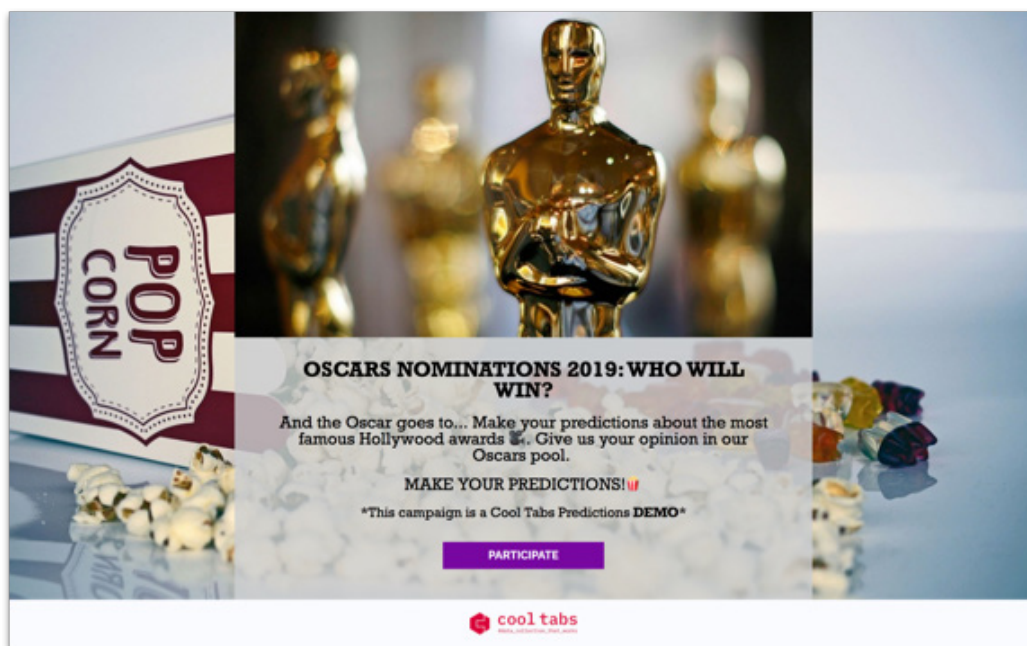 POP
CORN
OSCARS NOMINATIONS 2019: WHO WILL
WIN?
And the Oscar goes to... Make your predictions about the most
famous Hollywood awards 🎥. Give us your opinion in our
Oscars pool.
MAKE YOUR PREDICTIONS!🍟
*This campaign is a Cool Tabs Predictions DEMO*
PARTICIPATE
cool tabs